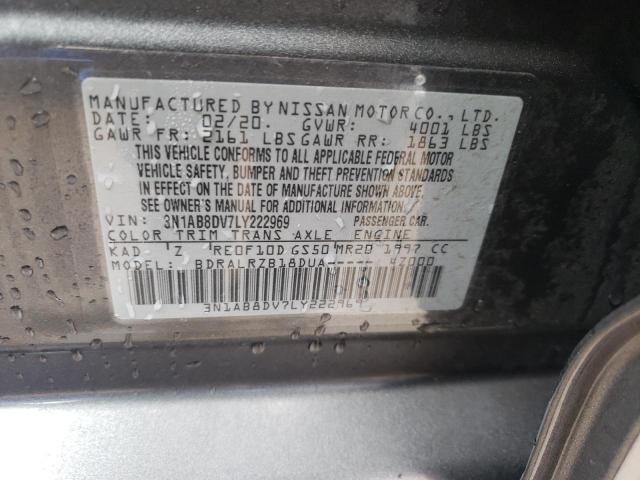 MANUFACTURED BY NISSAN MOTOR CO., LTD.
DATE: 02/20. GVWR: 4001 LBS
GAWR FR: 2161 LBS GAWR RR: 1863 LBS
THIS VEHICLE CONFORMS TO ALL APPLICABLE FEDERAL MOTOR
VEHICLE SAFETY, BUMPER AND THEFT PREVENTION STANDARDS
IN EFFECT ON THE DATE OF MANUFACTURE SHOWN ABOVE.
SEE OWNER'S MANUAL FOR ADDITIONAL INFORMATION.
VIN: 3N1AB8DV7LY222969 PASSENGER CAR.
COLOR TRIM TRANS AXLE ENGINE
KAD Z RE0F10D GS50 MR20 1997 CC
MODEL: BDRALRZB18DUA----- 4Z000
3N1AB8DV7LY222969